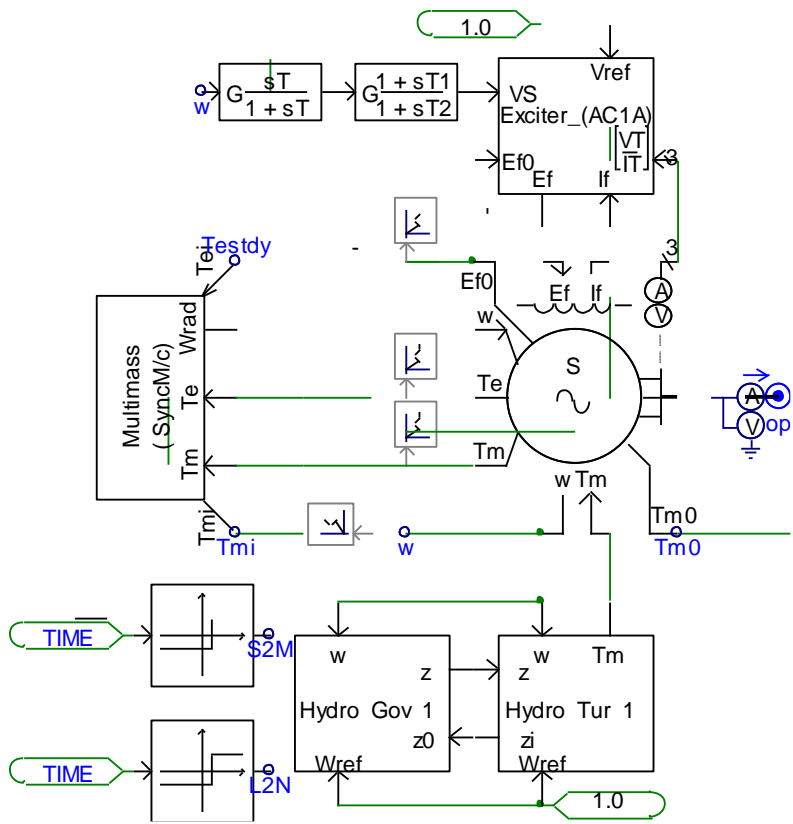 1.0
Vref
w
G sT
1 + sT
G 1 + sT1
1 + sT2
VS
Exciter_(AC1A)
VT
IT
3
Ef0
Ef
If
Testdy
Tei
Ef0
Ef
If
3
A
V
Wrad
w
Multimass
(SyncM/c)
Te
Te
S
A
V
op
Tm
Tm
w Tm
Tmi
Tmi
w
Tm0
Tm0
TIME
S2M
w
z
z0
Hydro Gov 1
Wref
w
Tm
z
zi
Hydro Tur 1
Wref
TIME
L2N
1.0